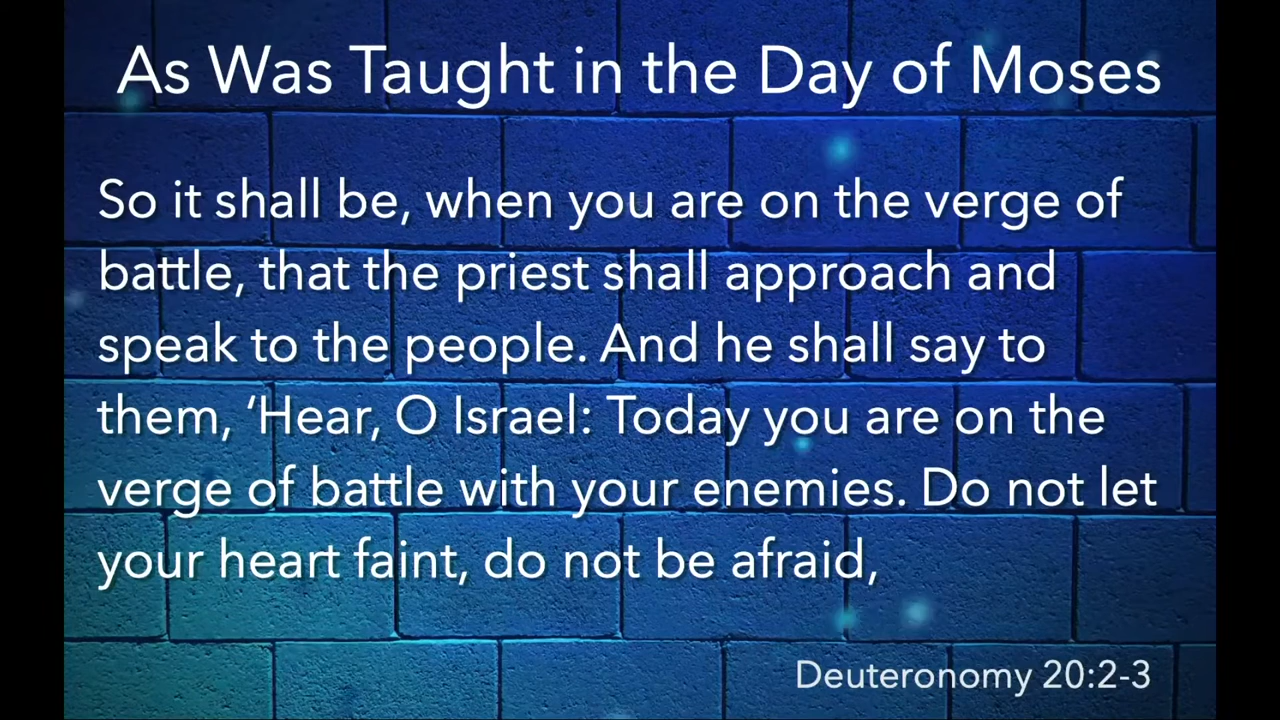 As Was Taught in the Day of Moses
So it shall be, when you are on the verge of
battle, that the priest shall approach and
speak to the people. And he shall say to
them, ‘Hear, O Israel: Today you are on the
verge of battle with your enemies. Do not let
your heart faint, do not be afraid,
Deuteronomy 20:2-3